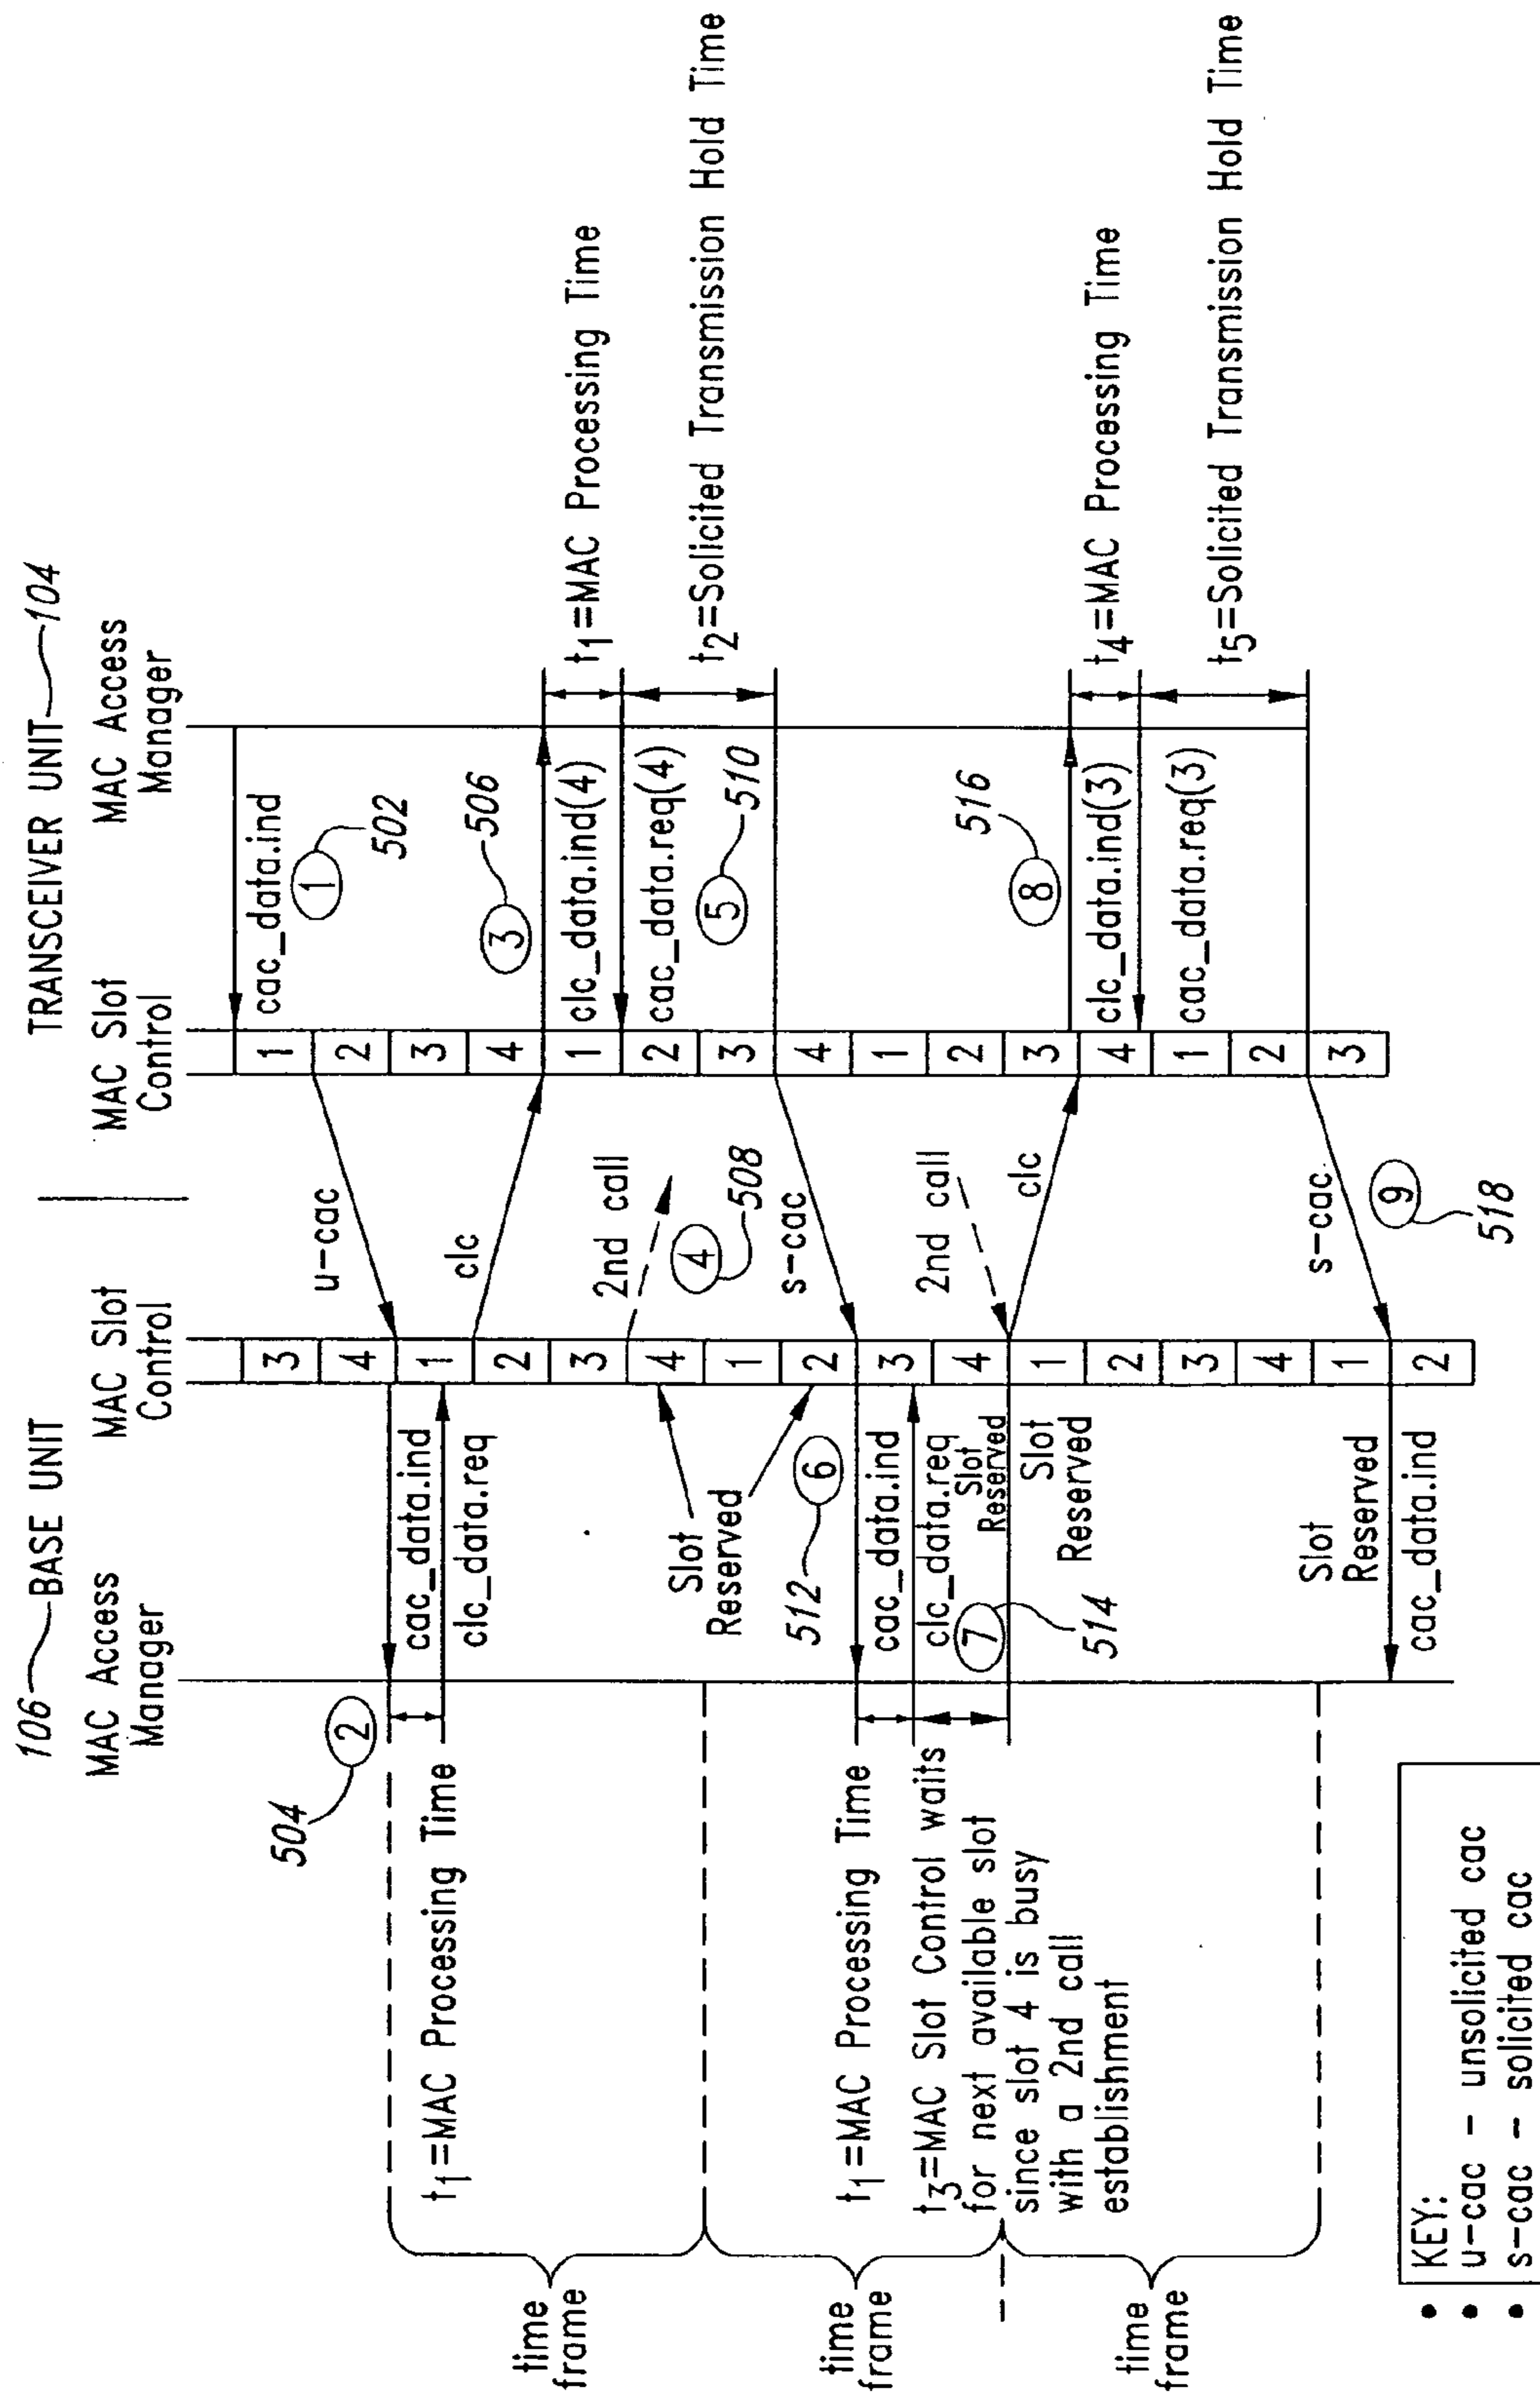 106 BASE UNIT
MAC Access
Manager
MAC Slot
Control
TRANSCEIVER UNIT 104
MAC Slot
Control
MAC Access
Manager
504
2
t1=MAC Processing Time
cac_data.ind
clc_data.req
3
4
1
2
3
4
1
2
3
4
1
2
3
4
1
2
u-cac
clc
2nd call
4
508
s-cac
2nd call
clc
s-cac
9
518
1
2
3
4
1
2
3
4
1
2
3
4
1
2
3
cac_data.ind
1
502
3
506
clc_data.ind(4)
cac_data.req(4)
5
510
t1=MAC Processing Time
t2=Solicited Transmission Hold Time
8
516
clc_data.ind(3)
cac_data.req(3)
t4=MAC Processing Time
t5=Solicited Transmission Hold Time
Slot
Reserved
512
6
cac_data.ind
clc_data.req
Slot
Reserved
7
514
Slot
Reserved
Slot
Reserved
cac_data.ind
t1=MAC Processing Time
t3=MAC Slot Control waits
for next available slot
since slot 4 is busy
with a 2nd call
establishment
time
frame
time
frame
time
frame
• KEY:
• u-cac - unsolicited cac
• s-cac - solicited cac